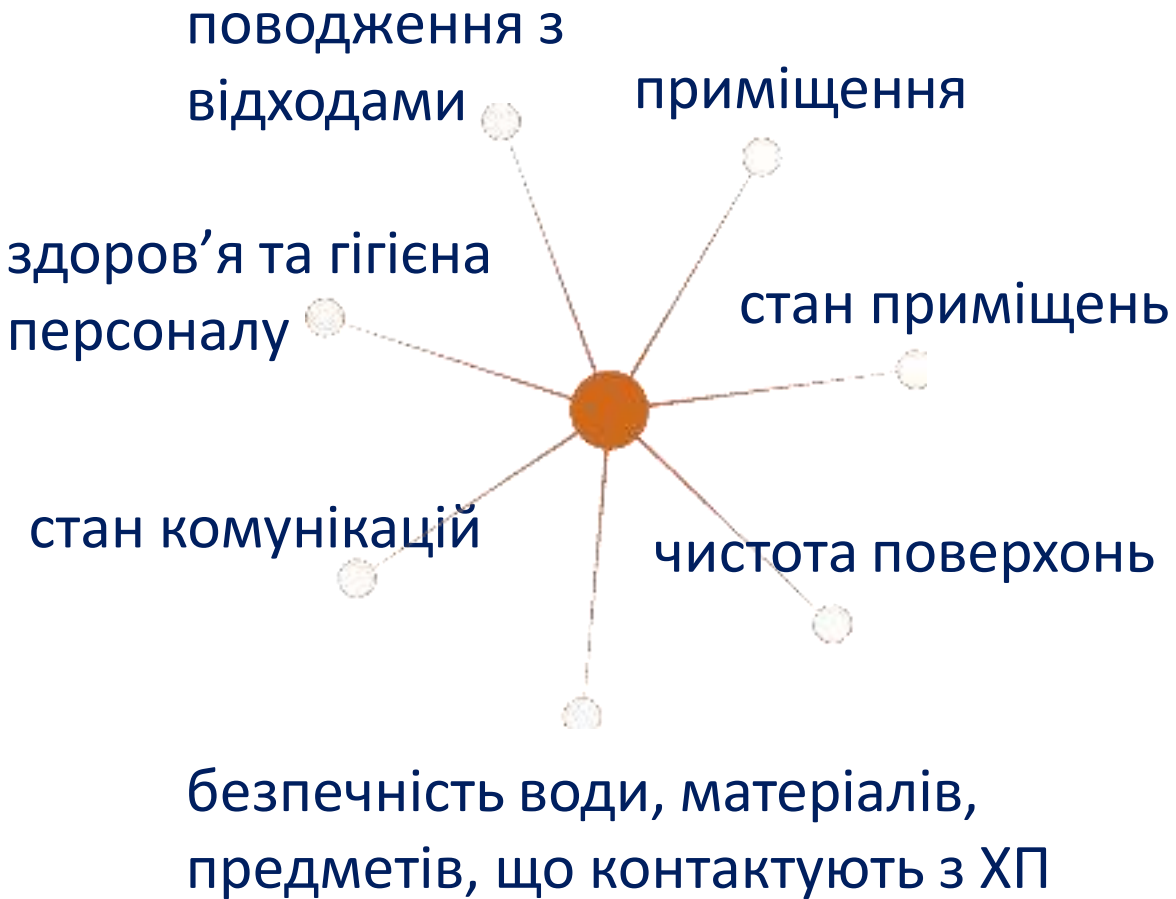 поводження з
відходами
приміщення
здоров’я та гігієна
персоналу
стан приміщень
стан комунікацій
чистота поверхонь
безпечність води, матеріалів,
предметів, що контактують з ХП